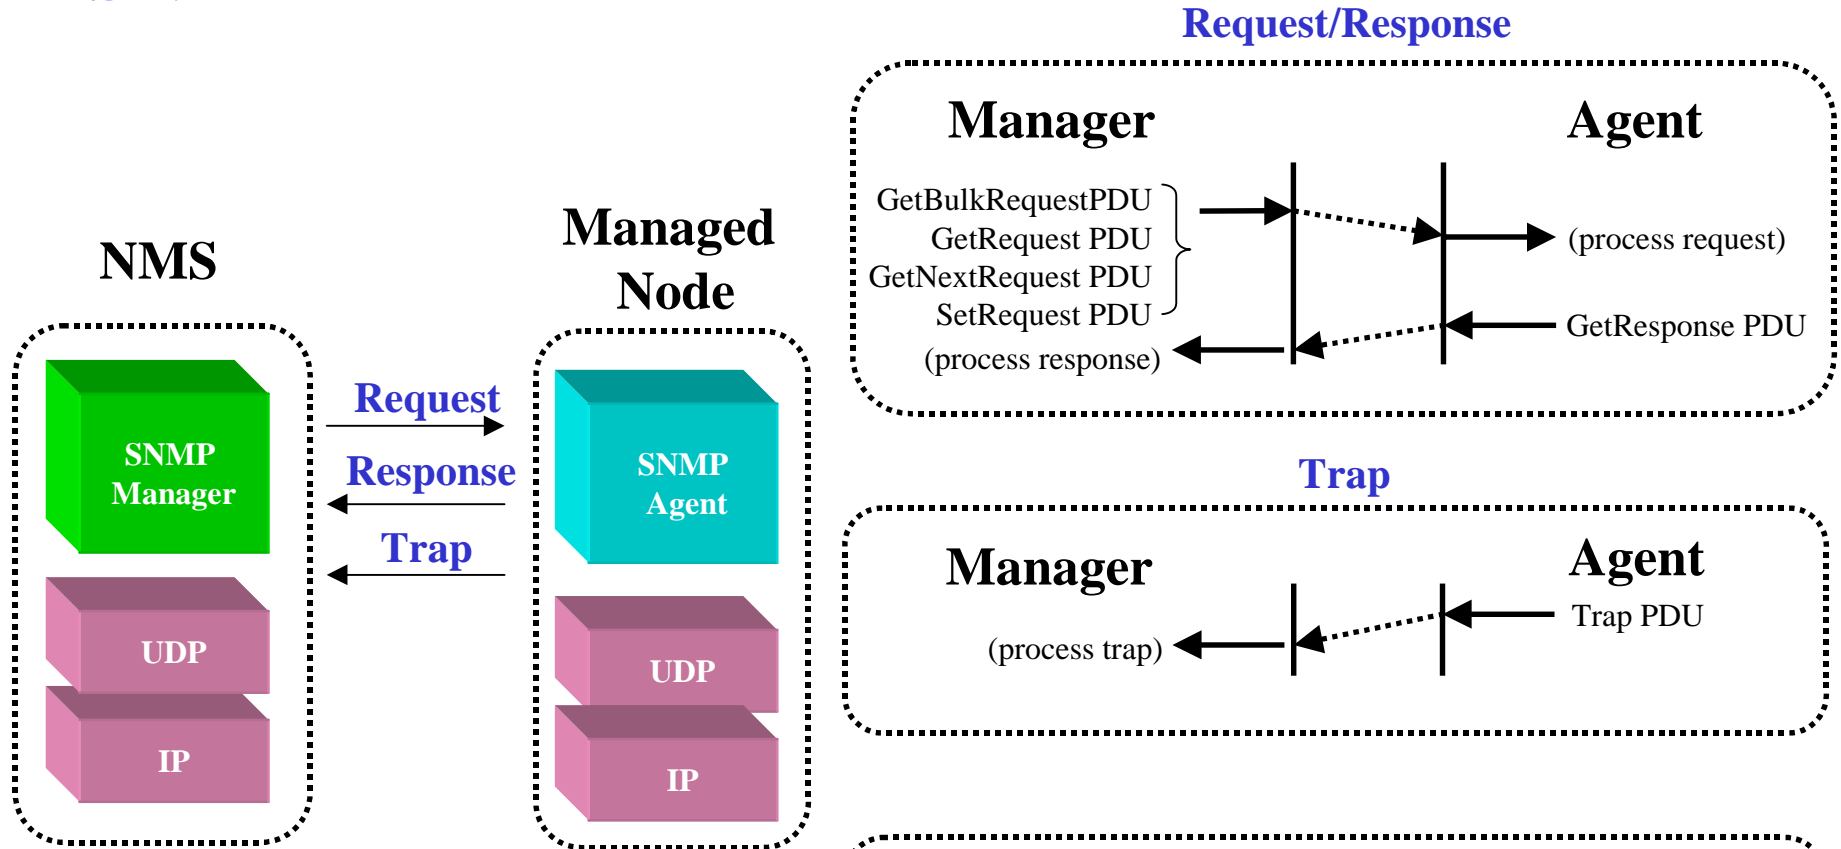 Request/Response
Manager
Agent
GetBulkRequestPDU
GetRequest PDU
GetNextRequest PDU
SetRequest PDU
(process response)
(process request)
GetResponse PDU
NMS
Managed
Node
SNMP
Manager
UDP
IP
Request
Response
Trap
SNMP
Agent
UDP
IP
Trap
Manager
Agent
Trap PDU
(process trap)